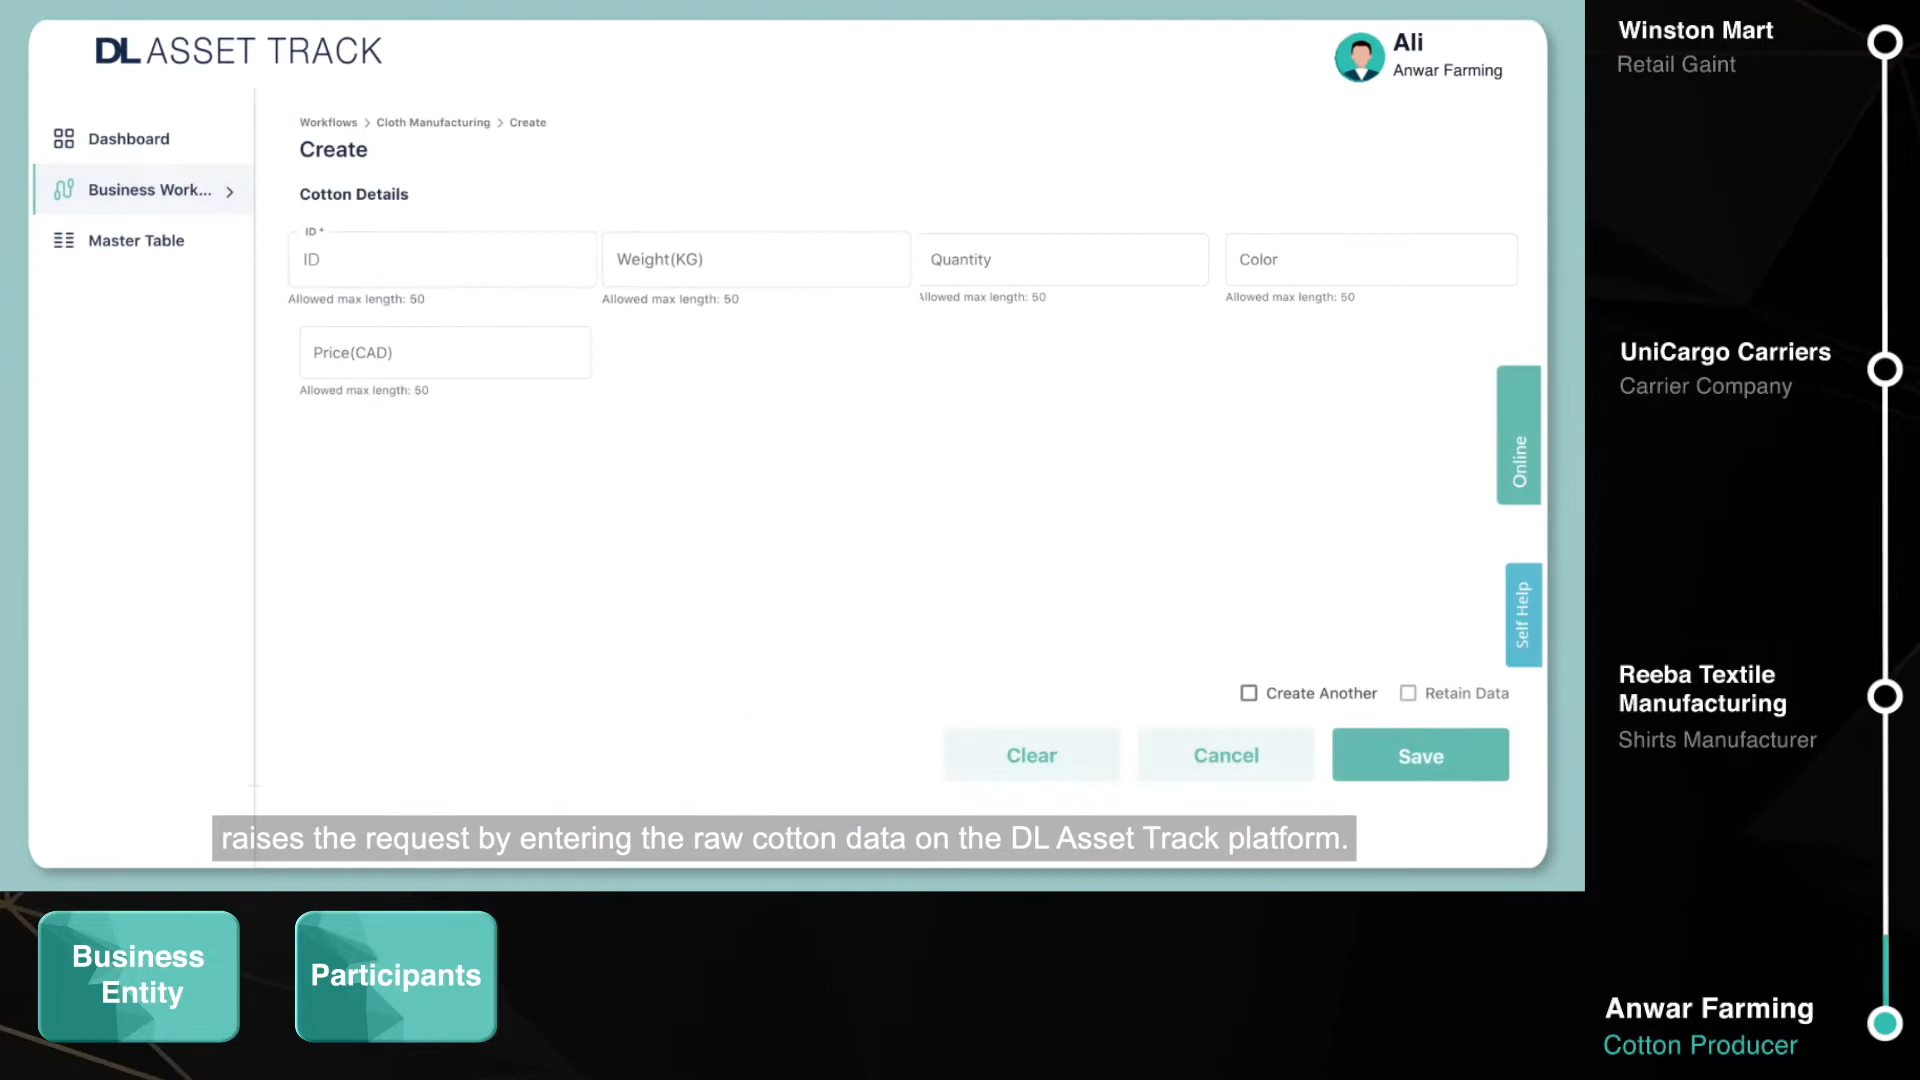 DL ASSET TRACK
Ali
Anwar Farming
Dashboard
Business Work...
Master Table
Workflows > Cloth Manufacturing > Create
Create
Cotton Details
ID *
ID
Weight(KG)
Quantity
Color
Allowed max length: 50
Allowed max length: 50
Allowed max length: 50
Allowed max length: 50
Price(CAD)
Allowed max length: 50
Online
Self Help
Create Another
Retain Data
Clear
Cancel
Save
raises the request by entering the raw cotton data on the DL Asset Track platform.
Business
Entity
Participants
Winston Mart
Retail Gaint
UniCargo Carriers
Carrier Company
Reeba Textile
Manufacturing
Shirts Manufacturer
Anwar Farming
Cotton Producer